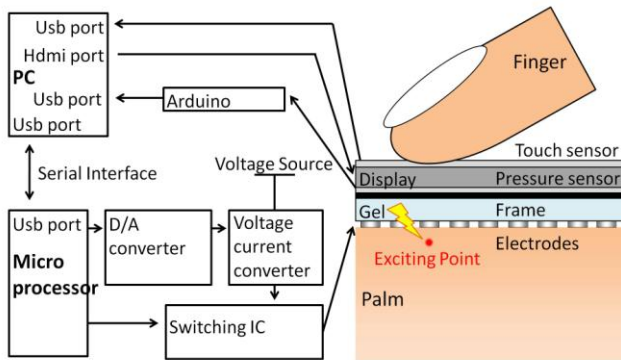 Usb port
Hdmi port
PC
Usb port
Usb port
Arduino
Serial Interface
Voltage Source
Usb port
Micro
processor
D/A
converter
Voltage
current
converter
Switching IC
Finger
Touch sensor
Display Pressure sensor
Gel Frame
Electrodes
Exciting Point
Palm